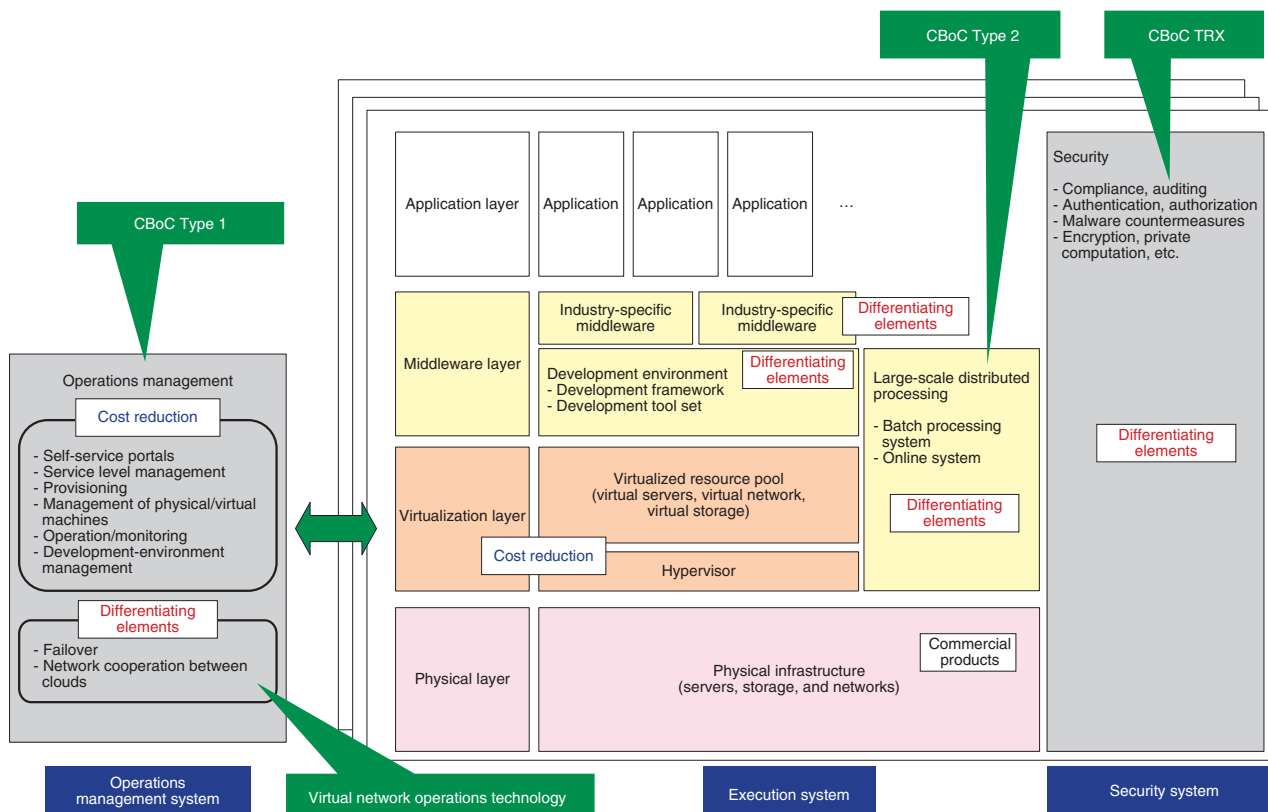 CBoC Type 2
CBoC TRX
CBoC Type 1
Operations management
Cost reduction
- Self-service portals
- Service level management
- Provisioning
- Management of physical/virtual
machines
- Operation/monitoring
- Development-environment
management
Differentiating
elements
- Failover
- Network cooperation between
clouds
Application layer
Application
Application
Application
...
Middleware layer
Industry-specific
middleware
Industry-specific
middleware
Differentiating
elements
Development environment
- Development framework
- Development tool set
Differentiating
elements
Large-scale distributed
processing
- Batch processing
system
- Online system
Differentiating
elements
Virtualization layer
Virtualized resource pool
(virtual servers, virtual network,
virtual storage)
Cost reduction
Hypervisor
Physical layer
Physical infrastructure
(servers, storage, and networks)
Commercial
products
Security
- Compliance, auditing
- Authentication, authorization
- Malware countermeasures
- Encryption, private
computation, etc.
Differentiating
elements
Operations
management system
Virtual network operations technology
Execution system
Security system